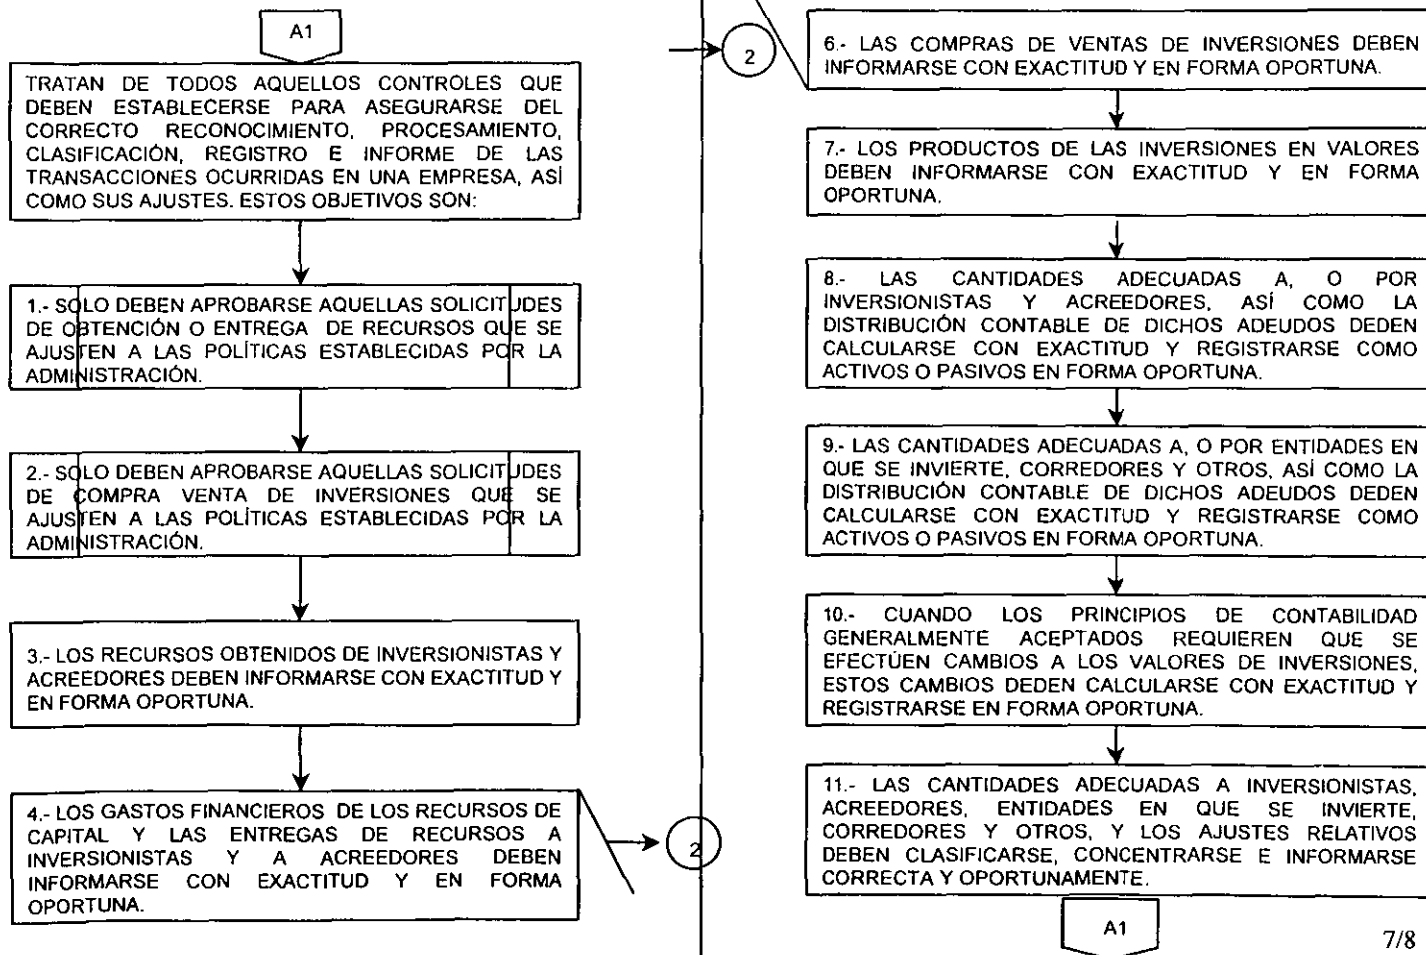 A1
TRATAN DE TODOS AQUELLOS CONTROLES QUE
DEBEN ESTABLECERSE PARA ASEGURARSE DEL
CORRECTO RECONOCIMIENTO, PROCESAMIENTO,
CLASIFICACIÓN, REGISTRO E INFORME DE LAS
TRANSACCIONES OCURRIDAS EN UNA EMPRESA, ASÍ
COMO SUS AJUSTES. ESTOS OBJETIVOS SON:
1.- SOLO DEBEN APROBARSE AQUELLAS SOLICITUDES
DE OBTENCIÓN O ENTREGA DE RECURSOS QUE SE
AJUSTEN A LAS POLÍTICAS ESTABLECIDAS POR LA
ADMINISTRACIÓN.
2.- SOLO DEBEN APROBARSE AQUELLAS SOLICITUDES
DE COMPRA VENTA DE INVERSIONES QUE SE
AJUSTEN A LAS POLÍTICAS ESTABLECIDAS POR LA
ADMINISTRACIÓN.
3.- LOS RECURSOS OBTENIDOS DE INVERSIONISTAS Y
ACREEDORES DEBEN INFORMARSE CON EXACTITUD Y
EN FORMA OPORTUNA.
4.- LOS GASTOS FINANCIEROS DE LOS RECURSOS DE
CAPITAL Y LAS ENTREGAS DE RECURSOS A
INVERSIONISTAS Y A ACREEDORES DEBEN
INFORMARSE CON EXACTITUD Y EN FORMA
OPORTUNA.
2
2
6.- LAS COMPRAS DE VENTAS DE INVERSIONES DEBEN
INFORMARSE CON EXACTITUD Y EN FORMA OPORTUNA.
7.- LOS PRODUCTOS DE LAS INVERSIONES EN VALORES
DEBEN INFORMARSE CON EXACTITUD Y EN FORMA
OPORTUNA.
8.- LAS CANTIDADES ADECUADAS A, O POR
INVERSIONISTAS Y ACREEDORES, ASÍ COMO LA
DISTRIBUCIÓN CONTABLE DE DICHOS ADEUDOS DEDEN
CALCULARSE CON EXACTITUD Y REGISTRARSE COMO
ACTIVOS O PASIVOS EN FORMA OPORTUNA.
9.- LAS CANTIDADES ADECUADAS A, O POR ENTIDADES EN
QUE SE INVIERTE, CORREDORES Y OTROS, ASÍ COMO LA
DISTRIBUCIÓN CONTABLE DE DICHOS ADEUDOS DEDEN
CALCULARSE CON EXACTITUD Y REGISTRARSE COMO
ACTIVOS O PASIVOS EN FORMA OPORTUNA.
10.- CUANDO LOS PRINCIPIOS DE CONTABILIDAD
GENERALMENTE ACEPTADOS REQUIEREN QUE SE
EFECTÚEN CAMBIOS A LOS VALORES DE INVERSIONES,
ESTOS CAMBIOS DEDEN CALCULARSE CON EXACTITUD Y
REGISTRARSE EN FORMA OPORTUNA.
11.- LAS CANTIDADES ADECUADAS A INVERSIONISTAS,
ACREEDORES, ENTIDADES EN QUE SE INVIERTE,
CORREDORES Y OTROS, Y LOS AJUSTES RELATIVOS
DEBEN CLASIFICARSE, CONCENTRARSE E INFORMARSE
CORRECTA Y OPORTUNAMENTE.
A1
7/8